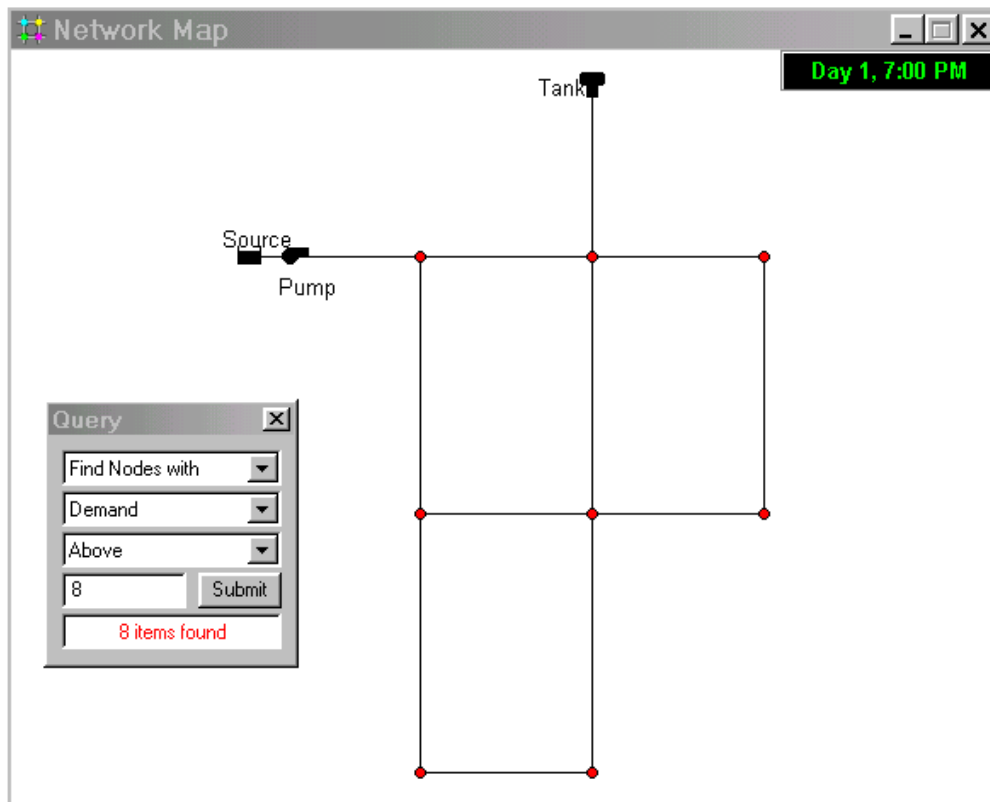 Network Map
Day 1, 7:00 PM
Tank
Source
Pump
Query
Find Nodes with
Demand
Above
8
Submit
8 items found